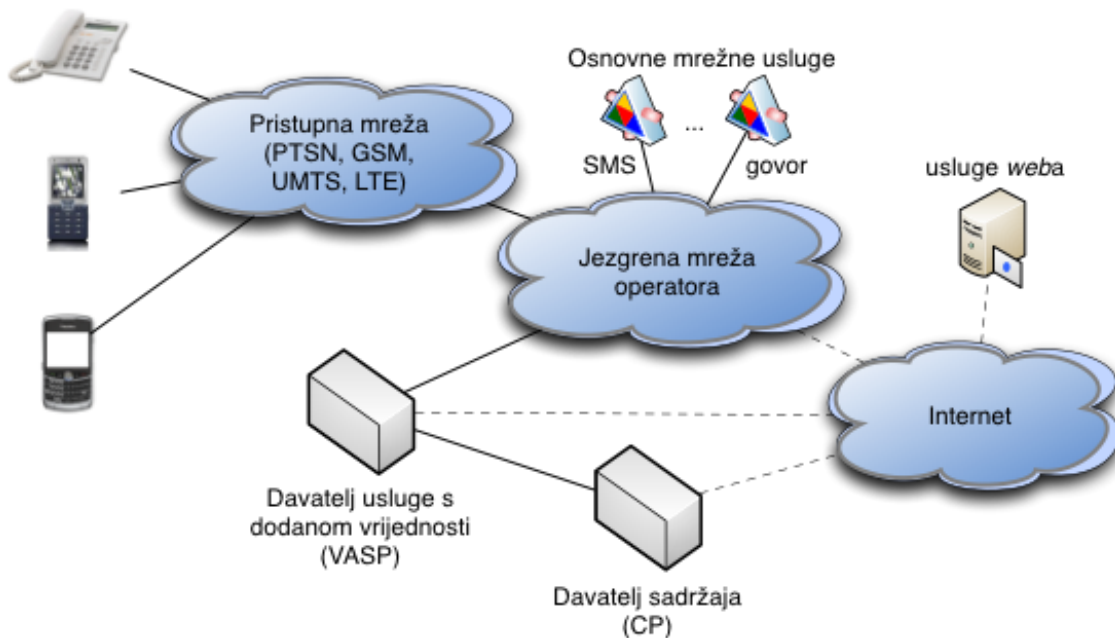 Osnovne mrežne usluge
Pristupna mreža
(PTSN, GSM,
UMTS, LTE)
...
SMS
govor
usluge weba
Jezgrena mreža
operatora
Internet
Davatelj usluge s
dodanom vrijednosti
(VASP)
Davatelj sadržaja
(CP)